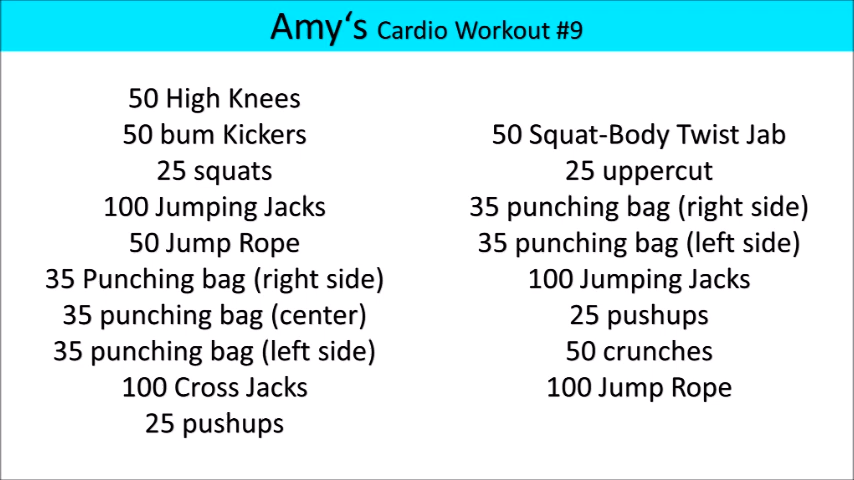 Amy‘s Cardio Workout #9
50 High Knees
50 bum Kickers
25 squats
100 Jumping Jacks
50 Jump Rope
35 Punching bag (right side)
35 punching bag (center)
35 punching bag (left side)
100 Cross Jacks
25 pushups
50 Squat-Body Twist Jab
25 uppercut
35 punching bag (right side)
35 punching bag (left side)
100 Jumping Jacks
25 pushups
50 crunches
100 Jump Rope